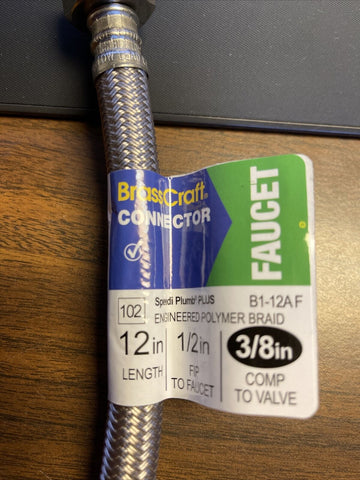 BrassCraft®
CONNECTOR
FAUCET
102
Speedi Plumb® PLUS
B1-12A F
ENGINEERED POLYMER BRAID
12in
LENGTH
1/2in
FIP
TO FAUCET
3/8in
COMP
TO VALVE